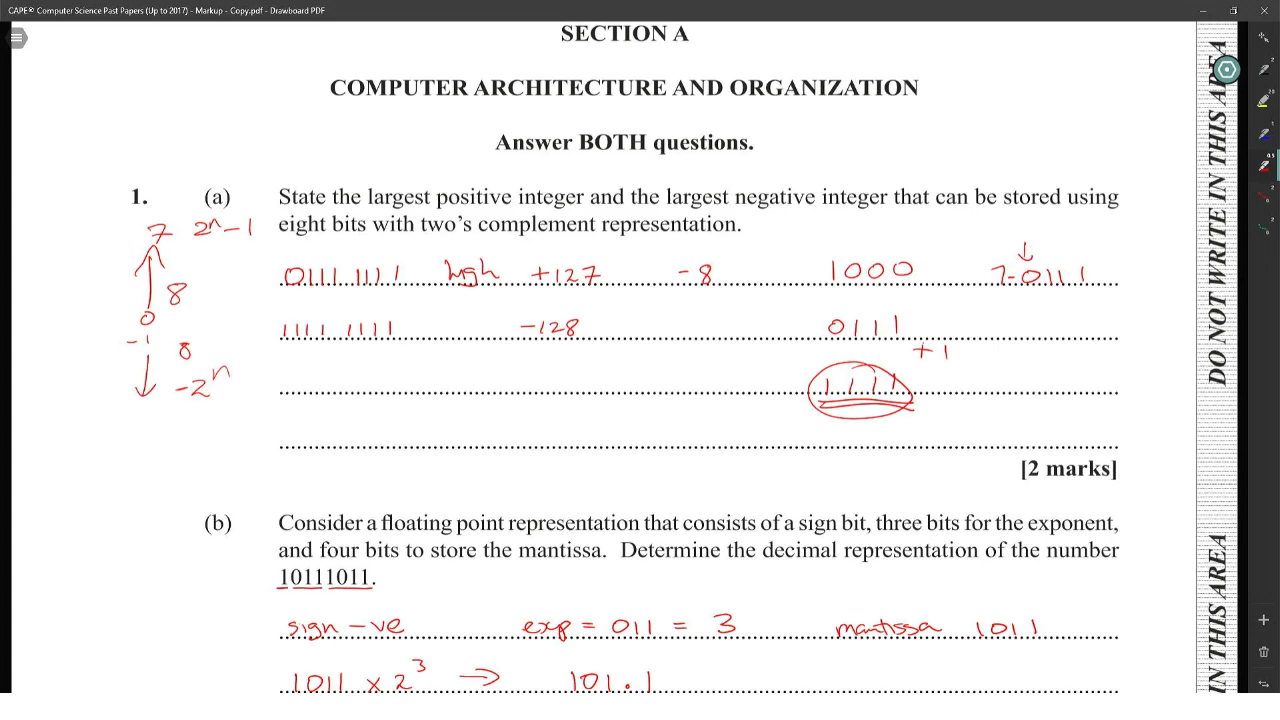 CAPE® Computer Science Past Papers (Up to 2017) - Markup - Copy.pdf - Drawboard PDF
SECTION A
COMPUTER ARCHITECTURE AND ORGANIZATION
Answer BOTH questions.
1. (a) State the largest positive integer and the largest negative integer that can be stored using
eight bits with two's complement representation.
7 2ⁿ-1
8
0
-1
8
-2ⁿ
0111 1111 high +127 -8 1000 ↓ 7-0111 1
1111 1111 -128 0111
+1
1111
[2 marks]
(b) Consider a floating point representation that consists of a sign bit, three bits for the exponent,
and four bits to store the mantissa. Determine the decimal representation of the number
10111011.
sign -ve exp = 011 = 3 mantissa 1011
1011 x 2³ → 101.1
DO NOT WRITE IN THIS AREA
IN THIS AREA